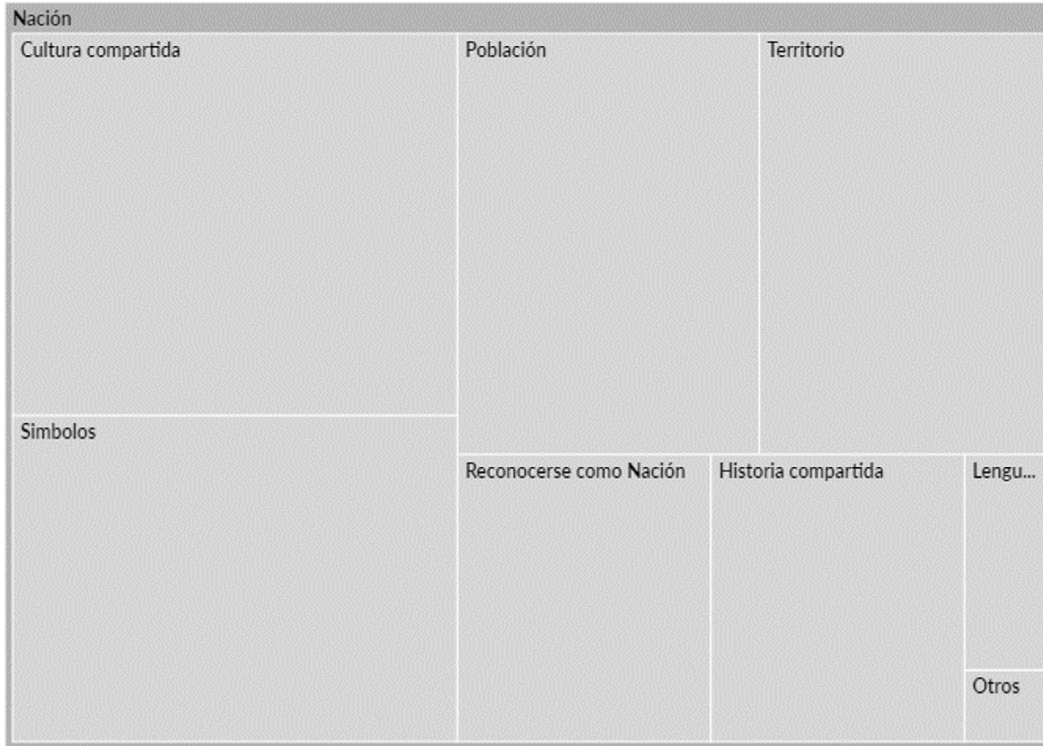 Nación
Cultura compartida
Población
Territorio
Simbolos
Reconocerse como Nación
Historia compartida
Lengu...
Otros